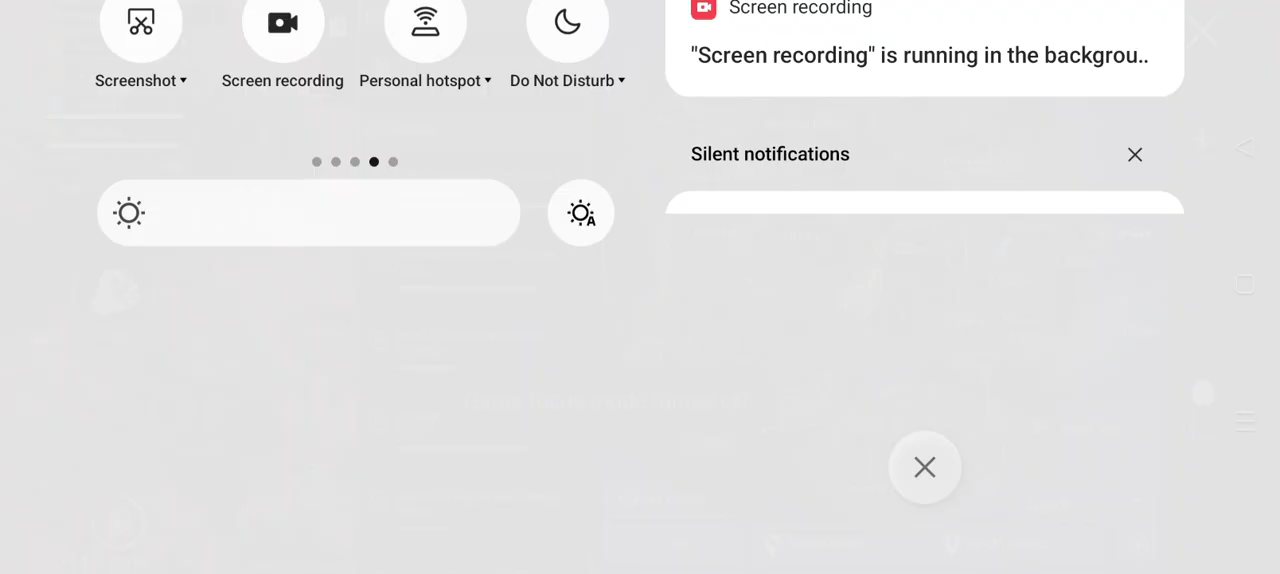 Screenshot
Screen recording
Personal hotspot
Do Not Disturb
A
Screen recording
"Screen recording" is running in the backgrou..
Silent notifications